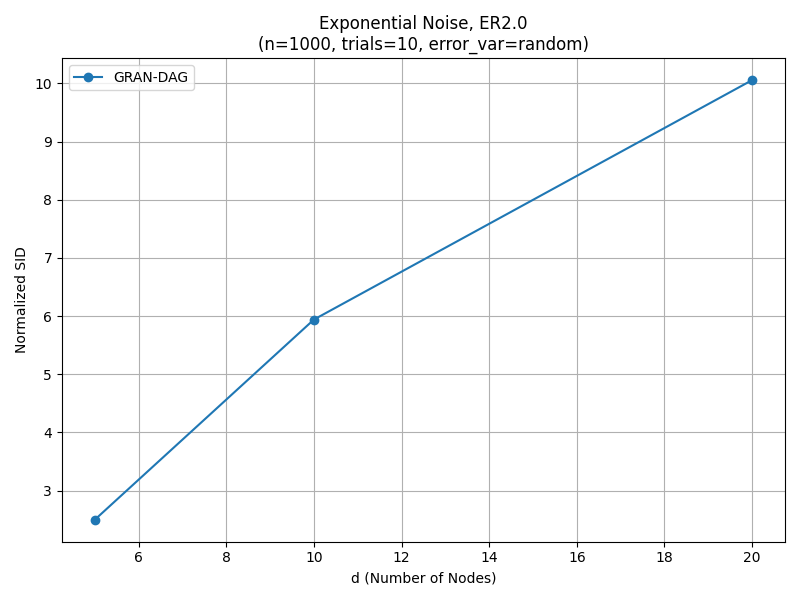 Exponential Noise, ER2.0
(n=1000, trials=10, error_var=random)
GRAN-DAG
Normalized SID
10
9
8
7
6
5
4
3
6 8 10 12 14 16 18 20
d (Number of Nodes)